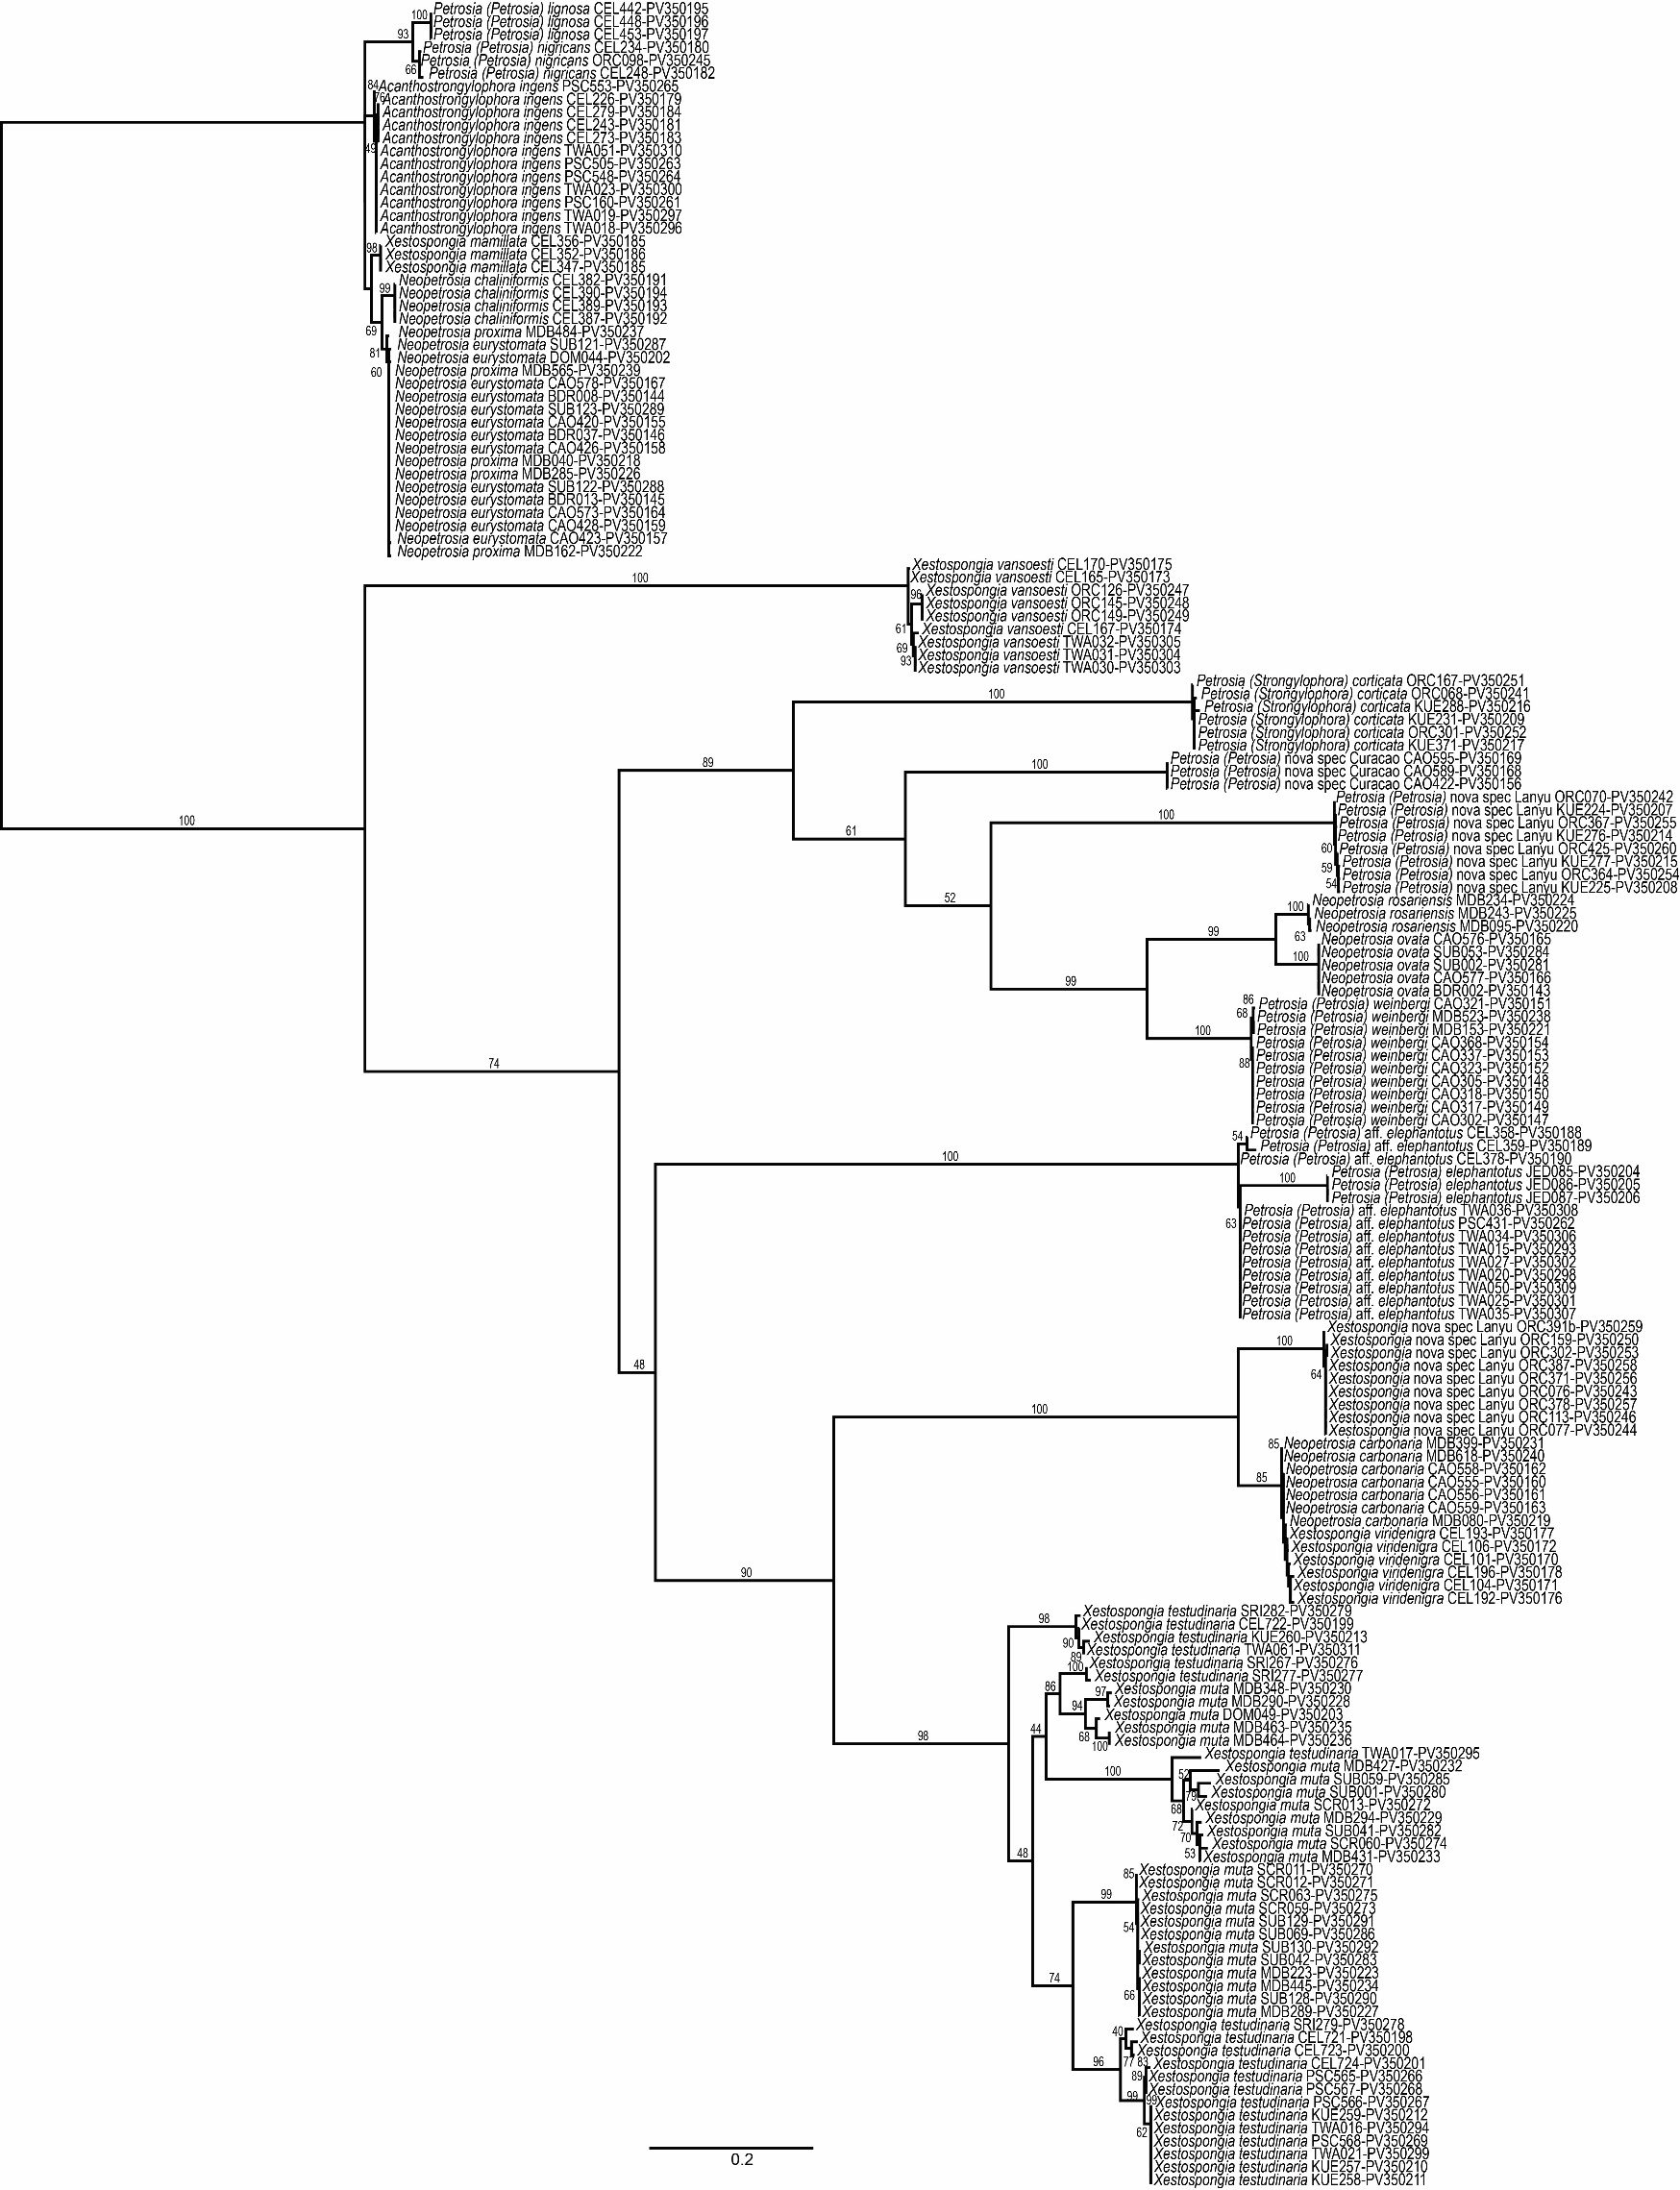 Petrosia (Petrosia) lignosa CEL442-PV350195
100
Petrosia (Petrosia) lignosa CEL448-PV350196
93
Petrosia (Petrosia) lignosa CEL453-PV350197
Petrosia (Petrosia) nigricans CEL234-PV350180
Petrosia (Petrosia) nigricans ORC098-PV350245
66
Petrosia (Petrosia) nigricans CEL248-PV350182
84
Acanthostrongylophora ingens PSC553-PV350265
76
Acanthostrongylophora ingens CEL226-PV350179
Acanthostrongylophora ingens CEL279-PV350184
Acanthostrongylophora ingens CEL243-PV350181
Acanthostrongylophora ingens CEL273-PV350183
49
Acanthostrongylophora ingens TWA051-PV350310
Acanthostrongylophora ingens PSC505-PV350263
Acanthostrongylophora ingens PSC548-PV350264
Acanthostrongylophora ingens TWA023-PV350300
Acanthostrongylophora ingens PSC160-PV350261
Acanthostrongylophora ingens TWA019-PV350297
Acanthostrongylophora ingens TWA018-PV350296
Xestospongia mamillata CEL356-PV350185
98
Xestospongia mamillata CEL352-PV350186
Xestospongia mamillata CEL347-PV350185
Neopetrosia chaliniformis CEL382-PV350191
99
Neopetrosia chaliniformis CEL390-PV350194
Neopetrosia chaliniformis CEL389-PV350193
Neopetrosia chaliniformis CEL387-PV350192
69
Neopetrosia proxima MDB484-PV350237
Neopetrosia eurystomata SUB121-PV350287
81
Neopetrosia eurystomata DOM044-PV350202
60
Neopetrosia proxima MDB565-PV350239
Neopetrosia eurystomata CAO578-PV350167
Neopetrosia eurystomata BDR008-PV350144
Neopetrosia eurystomata SUB123-PV350289
Neopetrosia eurystomata CAO420-PV350155
Neopetrosia eurystomata BDR037-PV350146
Neopetrosia eurystomata CAO426-PV350158
Neopetrosia proxima MDB040-PV350218
Neopetrosia proxima MDB285-PV350226
Neopetrosia eurystomata SUB122-PV350288
Neopetrosia eurystomata BDR013-PV350145
Neopetrosia eurystomata CAO573-PV350164
Neopetrosia eurystomata CAO428-PV350159
Neopetrosia eurystomata CAO423-PV350157
Neopetrosia proxima MDB162-PV350222
Xestospongia vansoesti CEL170-PV350175
100
Xestospongia vansoesti CEL165-PV350173
96
Xestospongia vansoesti ORC126-PV350247
Xestospongia vansoesti ORC145-PV350248
Xestospongia vansoesti ORC149-PV350249
61
Xestospongia vansoesti CEL167-PV350174
69
Xestospongia vansoesti TWA032-PV350305
93
Xestospongia vansoesti TWA031-PV350304
Xestospongia vansoesti TWA030-PV350303
Petrosia (Strongylophora) corticata ORC167-PV350251
100
Petrosia (Strongylophora) corticata ORC068-PV350241
Petrosia (Strongylophora) corticata KUE288-PV350216
Petrosia (Strongylophora) corticata KUE231-PV350209
Petrosia (Strongylophora) corticata ORC301-PV350252
Petrosia (Strongylophora) corticata KUE371-PV350217
89
Petrosia (Petrosia) nova spec Curacao CAO595-PV350169
100
Petrosia (Petrosia) nova spec Curacao CAO589-PV350168
Petrosia (Petrosia) nova spec Curacao CAO422-PV350156
Petrosia (Petrosia) nova spec Lanyu ORC070-PV350242
Petrosia (Petrosia) nova spec Lanyu KUE224-PV350207
100
Petrosia (Petrosia) nova spec Lanyu ORC367-PV350255
100
61
Petrosia (Petrosia) nova spec Lanyu KUE276-PV350214
60
Petrosia (Petrosia) nova spec Lanyu ORC425-PV350260
59
Petrosia (Petrosia) nova spec Lanyu KUE277-PV350215
Petrosia (Petrosia) nova spec Lanyu ORC364-PV350254
54
Petrosia (Petrosia) nova spec Lanyu KUE225-PV350208
52
Neopetrosia rosariensis MDB234-PV350224
100
Neopetrosia rosariensis MDB243-PV350225
Neopetrosia rosariensis MDB095-PV350220
99
63
Neopetrosia ovata CAO576-PV350165
Neopetrosia ovata SUB053-PV350284
100
Neopetrosia ovata SUB002-PV350281
99
Neopetrosia ovata CAO577-PV350166
Neopetrosia ovata BDR002-PV350143
86
Petrosia (Petrosia) weinbergi CAO321-PV350151
68
Petrosia (Petrosia) weinbergi MDB523-PV350238
100
Petrosia (Petrosia) weinbergi MDB153-PV350221
Petrosia (Petrosia) weinbergi CAO368-PV350154
Petrosia (Petrosia) weinbergi CAO337-PV350153
88
Petrosia (Petrosia) weinbergi CAO323-PV350152
74
Petrosia (Petrosia) weinbergi CAO305-PV350148
Petrosia (Petrosia) weinbergi CAO318-PV350150
Petrosia (Petrosia) weinbergi CAO317-PV350149
Petrosia (Petrosia) weinbergi CAO302-PV350147
54
Petrosia (Petrosia) aff. elephantotus CEL358-PV350188
Petrosia (Petrosia) aff. elephantotus CEL359-PV350189
100
Petrosia (Petrosia) aff. elephantotus CEL378-PV350190
Petrosia (Petrosia) elephantotus JED085-PV350204
100
Petrosia (Petrosia) elephantotus JED086-PV350205
Petrosia (Petrosia) elephantotus JED087-PV350206
Petrosia (Petrosia) aff. elephantotus TWA036-PV350308
63
Petrosia (Petrosia) aff. elephantotus PSC431-PV350262
Petrosia (Petrosia) aff. elephantotus TWA034-PV350306
Petrosia (Petrosia) aff. elephantotus TWA015-PV350293
Petrosia (Petrosia) aff. elephantotus TWA027-PV350302
Petrosia (Petrosia) aff. elephantotus TWA020-PV350298
Petrosia (Petrosia) aff. elephantotus TWA050-PV350309
Petrosia (Petrosia) aff. elephantotus TWA025-PV350301
Petrosia (Petrosia) aff. elephantotus TWA035-PV350307
Xestospongia nova spec Lanyu ORC391b-PV350259
100
Xestospongia nova spec Lanyu ORC159-PV350250
Xestospongia nova spec Lanyu ORC302-PV350253
48
64
Xestospongia nova spec Lanyu ORC387-PV350258
Xestospongia nova spec Lanyu ORC371-PV350256
Xestospongia nova spec Lanyu ORC076-PV350243
100
Xestospongia nova spec Lanyu ORC378-PV350257
Xestospongia nova spec Lanyu ORC113-PV350246
Xestospongia nova spec Lanyu ORC077-PV350244
85
Neopetrosia carbonaria MDB399-PV350231
Neopetrosia carbonaria MDB618-PV350240
85
Neopetrosia carbonaria CAO558-PV350162
Neopetrosia carbonaria CAO555-PV350160
Neopetrosia carbonaria CAO556-PV350161
Neopetrosia carbonaria CAO559-PV350163
Neopetrosia carbonaria MDB080-PV350219
Xestospongia viridenigra CEL193-PV350177
Xestospongia viridenigra CEL106-PV350172
Xestospongia viridenigra CEL101-PV350170
90
Xestospongia viridenigra CEL196-PV350178
Xestospongia viridenigra CEL104-PV350171
Xestospongia viridenigra CEL192-PV350176
Xestospongia testudinaria SRI282-PV350279
98
Xestospongia testudinaria CEL722-PV350199
90
Xestospongia testudinaria KUE260-PV350213
89
Xestospongia testudinaria TWA061-PV350311
100
Xestospongia testudinaria SRI267-PV350276
Xestospongia testudinaria SRI277-PV350277
86
97
Xestospongia muta MDB348-PV350230
94
Xestospongia muta MDB290-PV350228
Xestospongia muta DOM049-PV350203
44
68
Xestospongia muta MDB463-PV350235
98
100
Xestospongia muta MDB464-PV350236
Xestospongia testudinaria TWA017-PV350295
100
52
Xestospongia muta MDB427-PV350232
Xestospongia muta SUB059-PV350285
79
Xestospongia muta SUB001-PV350280
68
Xestospongia muta SCR013-PV350272
72
Xestospongia muta MDB294-PV350229
70
Xestospongia muta SUB041-PV350282
Xestospongia muta SCR060-PV350274
48
53
Xestospongia muta MDB431-PV350233
85
Xestospongia muta SCR011-PV350270
Xestospongia muta SCR012-PV350271
99
Xestospongia muta SCR063-PV350275
Xestospongia muta SCR059-PV350273
54
Xestospongia muta SUB129-PV350291
Xestospongia muta SUB069-PV350286
Xestospongia muta SUB130-PV350292
Xestospongia muta SUB042-PV350283
74
Xestospongia muta MDB223-PV350223
Xestospongia muta MDB445-PV350234
66
Xestospongia muta SUB128-PV350290
Xestospongia muta MDB289-PV350227
40
Xestospongia testudinaria SRI279-PV350278
Xestospongia testudinaria CEL721-PV350198
Xestospongia testudinaria CEL723-PV350200
96
77
83
Xestospongia testudinaria CEL724-PV350201
89
Xestospongia testudinaria PSC565-PV350266
Xestospongia testudinaria PSC567-PV350268
99
99
Xestospongia testudinaria PSC566-PV350267
Xestospongia testudinaria KUE259-PV350212
62
Xestospongia testudinaria TWA016-PV350294
Xestospongia testudinaria PSC568-PV350269
Xestospongia testudinaria TWA021-PV350299
Xestospongia testudinaria KUE257-PV350210
Xestospongia testudinaria KUE258-PV350211
0.2